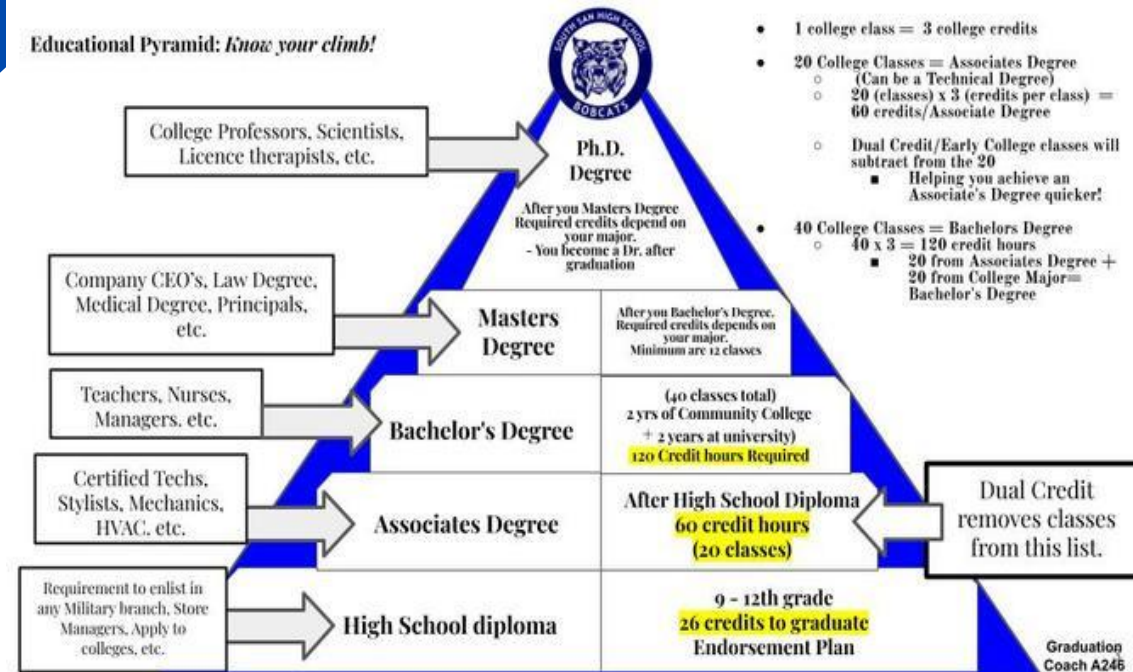 Educational Pyramid: Know your climb!
SOUTH SAN HIGH SCHOOL
BOBCATS
• 1 college class = 3 college credits
• 20 College Classes = Associates Degree
○ (Can be a Technical Degree)
○ 20 (classes) x 3 (credits per class) =
60 credits/Associate Degree
○ Dual Credit/Early College classes will
subtract from the 20
■ Helping you achieve an
Associate's Degree quicker!
• 40 College Classes = Bachelors Degree
○ 40 x 3 = 120 credit hours
■ 20 from Associates Degree +
20 from College Major=
Bachelor's Degree
College Professors, Scientists,
Licence therapists, etc.
Ph.D.
Degree
After you Masters Degree
Required credits depend on
your major.
- You become a Dr. after
graduation
Company CEO's, Law Degree,
Medical Degree, Principals,
etc.
Masters
Degree
After you Bachelor's Degree.
Required credits depends on
your major.
Minimum are 12 classes
Teachers, Nurses,
Managers. etc.
Bachelor's Degree
(40 classes total)
2 yrs of Community College
+ 2 years at university)
120 Credit hours Required
Certified Techs,
Stylists, Mechanics,
HVAC. etc.
Associates Degree
After High School Diploma
60 credit hours
(20 classes)
Dual Credit
removes classes
from this list.
Requirement to enlist in
any Military branch, Store
Managers, Apply to
colleges, etc.
High School diploma
9 - 12th grade
26 credits to graduate
Endorsement Plan
Graduation
Coach A246